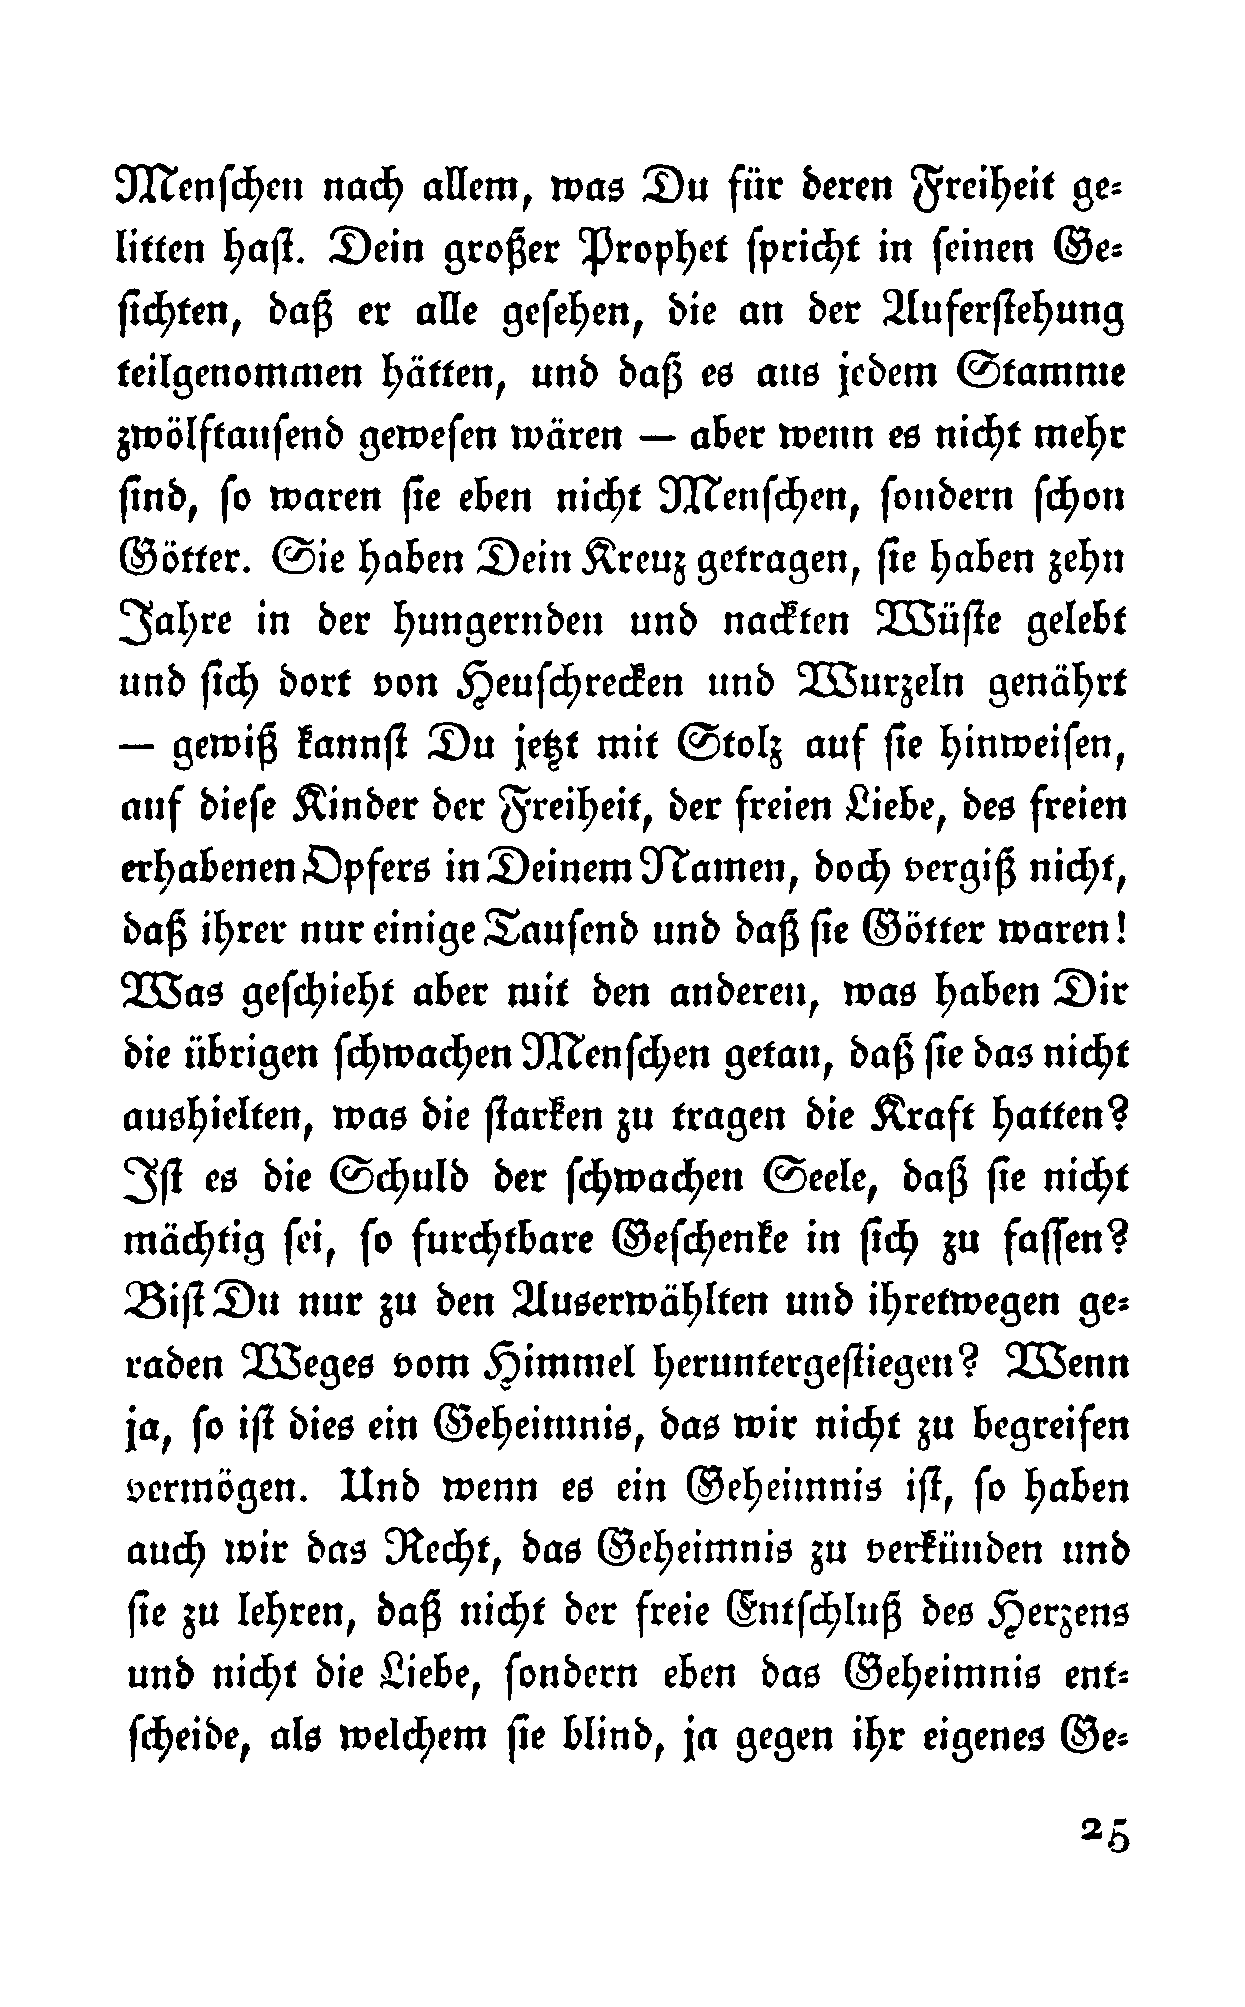 Menschen nach allem, was Du für deren Freiheit ge-
litten hast. Dein großer Prophet spricht in seinen Ge-
sichten, daß er alle gesehen, die an der Auferstehung
teilgenommen hätten, und daß es aus jedem Stamme
zwölftausend gewesen wären — aber wenn es nicht mehr
sind, so waren sie eben nicht Menschen, sondern schon
Götter. Sie haben Dein Kreuz getragen, sie haben zehn
Jahre in der hungernden und nackten Wüste gelebt
und sich dort von Heuschrecken und Wurzeln genährt
— gewiß kannst Du jetzt mit Stolz auf sie hinweisen,
auf diese Kinder der Freiheit, der freien Liebe, des freien
erhabenen Opfers in Deinem Namen, doch vergiß nicht,
daß ihrer nur einige Tausend und daß sie Götter waren!
Was geschieht aber mit den anderen, was haben Dir
die übrigen schwachen Menschen getan, daß sie das nicht
aushielten, was die starken zu tragen die Kraft hatten?
Ist es die Schuld der schwachen Seele, daß sie nicht
mächtig sei, so furchtbare Geschenke in sich zu fassen?
Bist Du nur zu den Auserwählten und ihretwegen ge-
raden Weges vom Himmel heruntergestiegen? Wenn
ja, so ist dies ein Geheimnis, das wir nicht zu begreifen
vermögen. Und wenn es ein Geheimnis ist, so haben
auch wir das Recht, das Geheimnis zu verkünden und
sie zu lehren, daß nicht der freie Entschluß des Herzens
und nicht die Liebe, sondern eben das Geheimnis ent-
scheide, als welchem sie blind, ja gegen ihr eigenes Ge-
25